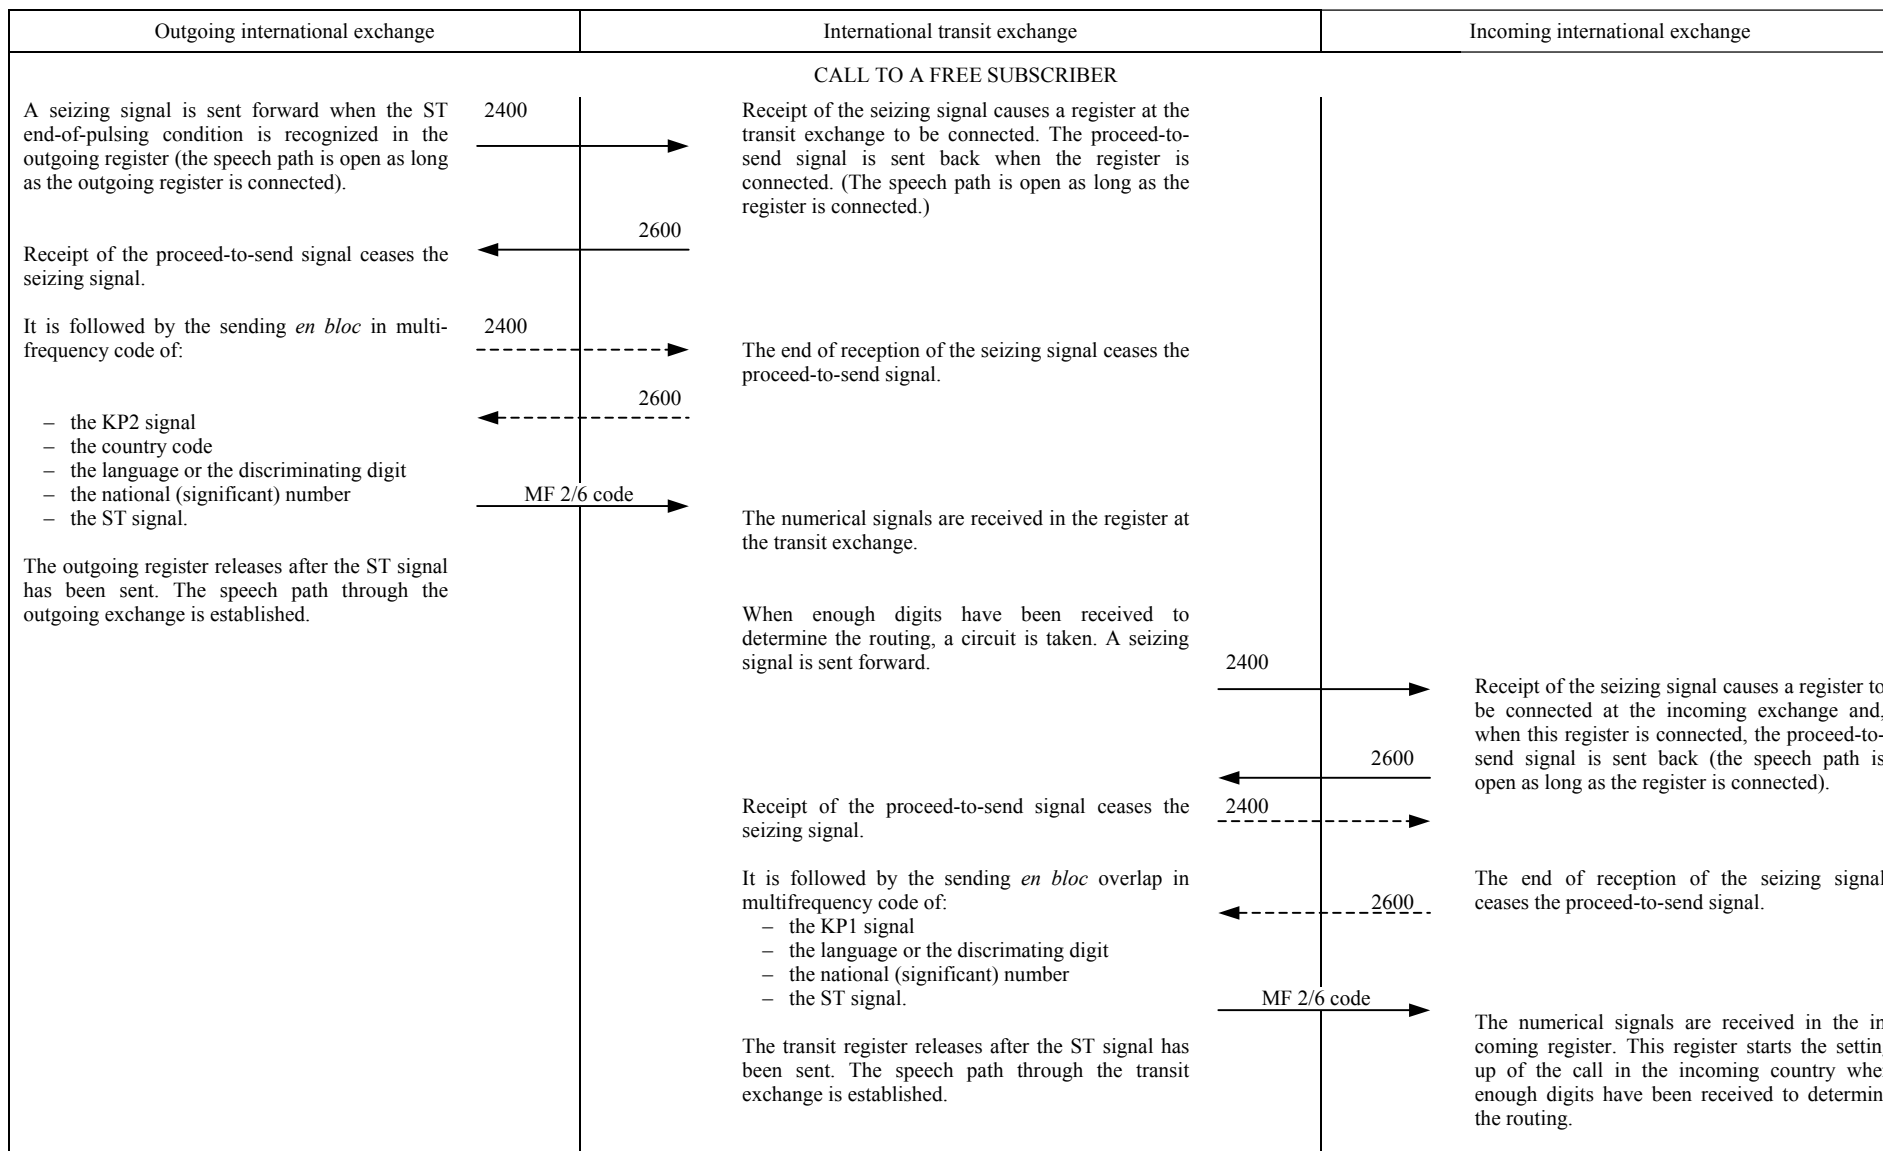 Outgoing international exchange
International transit exchange
Incoming international exchange
CALL TO A FREE SUBSCRIBER
A seizing signal is sent forward when the ST
end-of-pulsing condition is recognized in the
outgoing register (the speech path is open as long
as the outgoing register is connected).
2400
Receipt of the seizing signal causes a register at the
transit exchange to be connected. The proceed-to-
send signal is sent back when the register is
connected. (The speech path is open as long as the
register is connected.)
2600
Receipt of the proceed-to-send signal ceases the
seizing signal.
It is followed by the sending en bloc in multi-
frequency code of:
2400
The end of reception of the seizing signal ceases the
proceed-to-send signal.
2600
– the KP2 signal
– the country code
– the language or the discriminating digit
– the national (significant) number
– the ST signal.
MF 2/6 code
The numerical signals are received in the register at
the transit exchange.
The outgoing register releases after the ST signal
has been sent. The speech path through the
outgoing exchange is established.
When enough digits have been received to
determine the routing, a circuit is taken. A seizing
signal is sent forward.
2400
Receipt of the seizing signal causes a register to
be connected at the incoming exchange and,
when this register is connected, the proceed-to-
send signal is sent back (the speech path is
open as long as the register is connected).
2600
Receipt of the proceed-to-send signal ceases the
seizing signal.
2400
It is followed by the sending en bloc overlap in
multifrequency code of:
– the KP1 signal
– the language or the discrimating digit
– the national (significant) number
– the ST signal.
The end of reception of the seizing signal
ceases the proceed-to-send signal.
2600
MF 2/6 code
The numerical signals are received in the in
coming register. This register starts the settin
up of the call in the incoming country whe
enough digits have been received to determin
the routing.
The transit register releases after the ST signal has
been sent. The speech path through the transit
exchange is established.